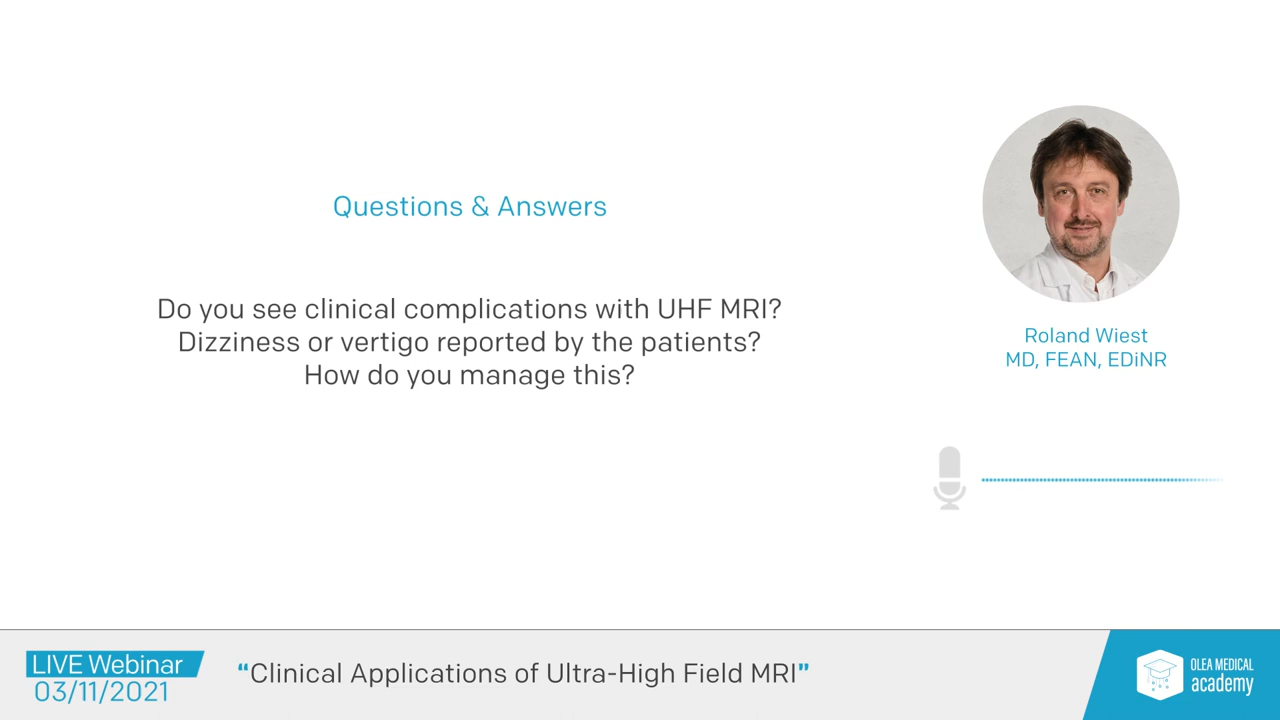 Questions & Answers
Do you see clinical complications with UHF MRI?
Dizziness or vertigo reported by the patients?
How do you manage this?
Roland Wiest
MD, FEAN, EDiNR
LIVE Webinar
03/11/2021
“Clinical Applications of Ultra-High Field MRI”
OLEA MEDICAL
academy